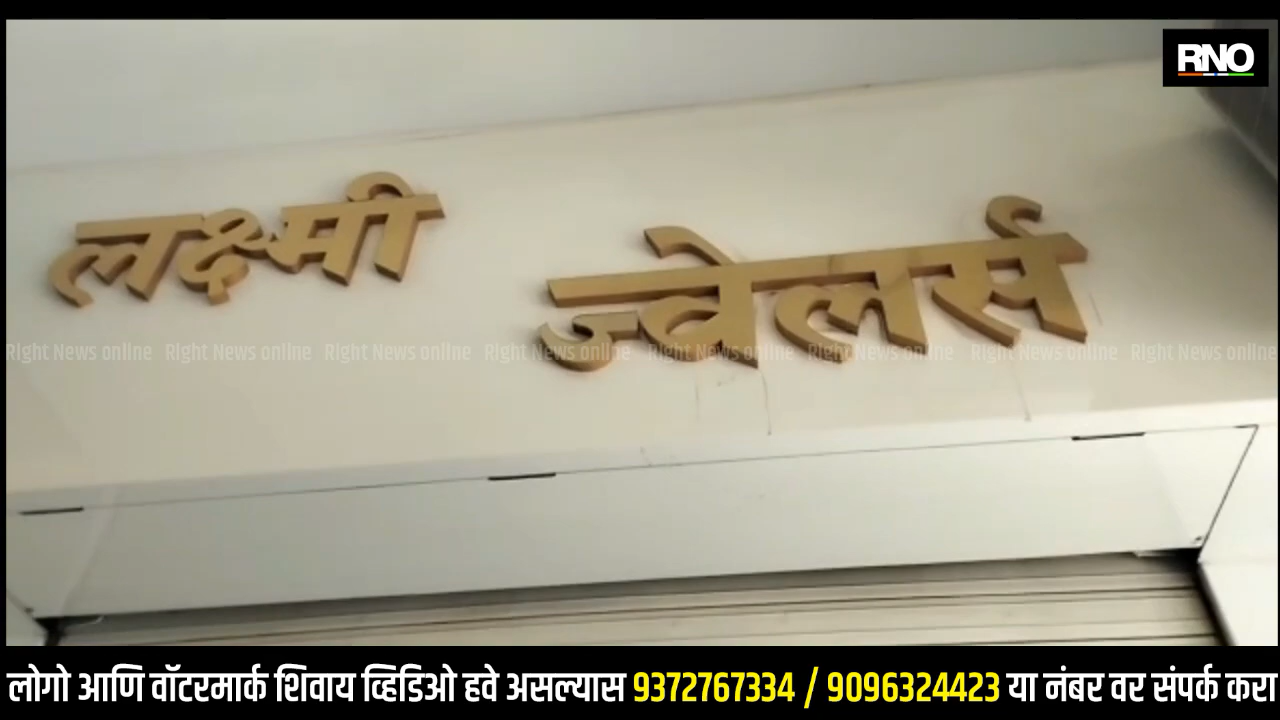 RNO
लक्ष्मी ज्वेलर्स
Right News online Right News online Right News online Right News online Right News online Right News online Right News online Right News online
लोगो आणि वॉटरमार्क शिवाय व्हिडिओ हवे असल्यास 9372767334 / 9096324423 या नंबर वर संपर्क करा